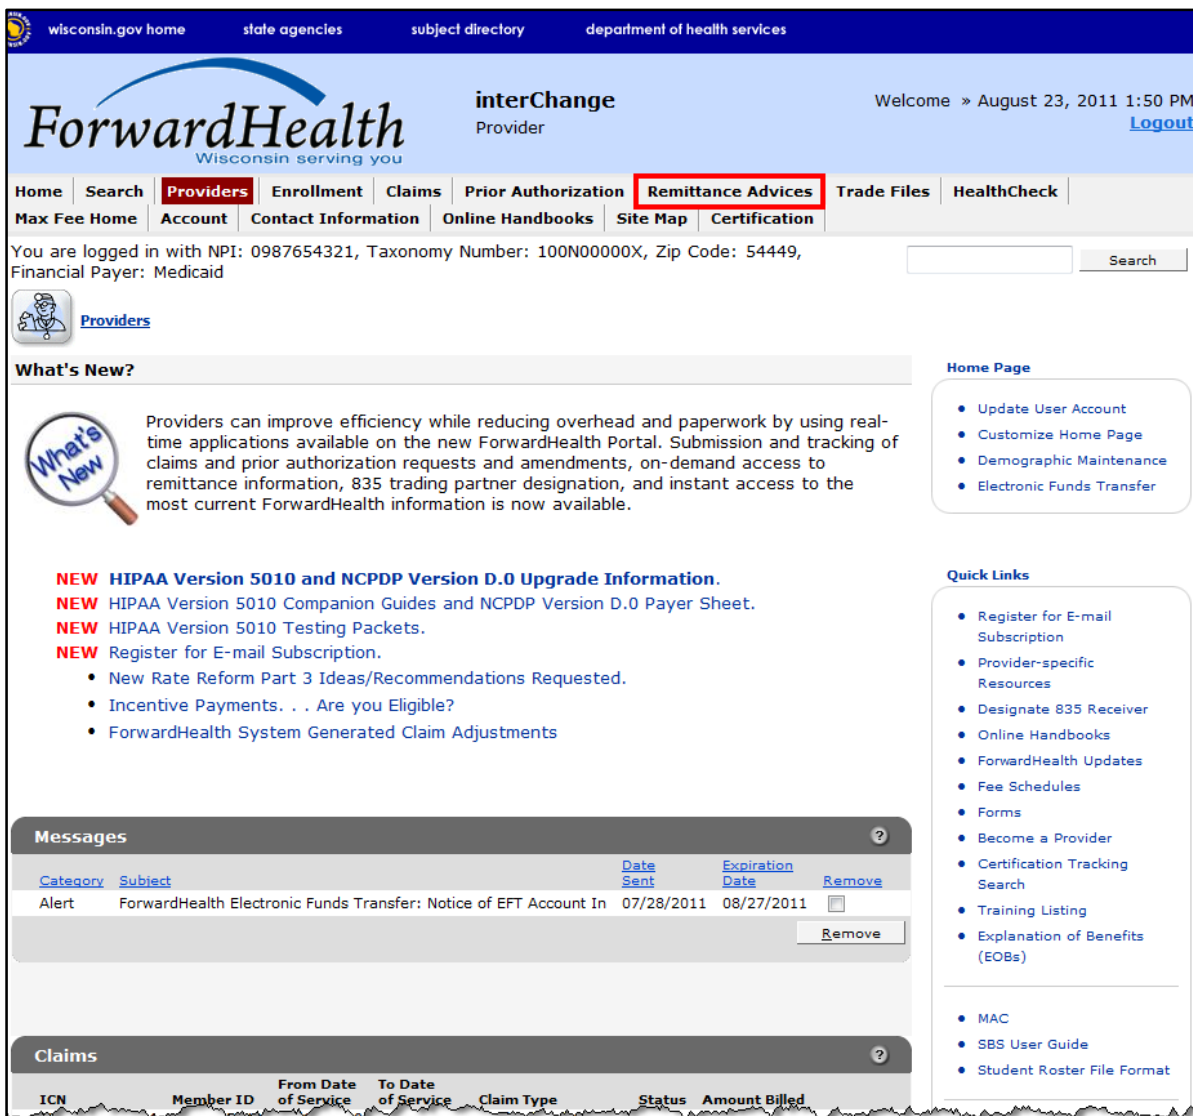 wisconsin.gov home state agencies subject directory department of health services
ForwardHealth
Wisconsin serving you
interChange
Provider
Welcome » August 23, 2011 1:50 PM
Logout
Home Search Providers Enrollment Claims Prior Authorization Remittance Advices Trade Files HealthCheck
Max Fee Home Account Contact Information Online Handbooks Site Map Certification
You are logged in with NPI: 0987654321, Taxonomy Number: 100N00000X, Zip Code: 54449,
Financial Payer: Medicaid
Search
Providers
What's New?
What's
New
Providers can improve efficiency while reducing overhead and paperwork by using real-
time applications available on the new ForwardHealth Portal. Submission and tracking of
claims and prior authorization requests and amendments, on-demand access to
remittance information, 835 trading partner designation, and instant access to the
most current ForwardHealth information is now available.
NEW HIPAA Version 5010 and NCPDP Version D.0 Upgrade Information.
NEW HIPAA Version 5010 Companion Guides and NCPDP Version D.0 Payer Sheet.
NEW HIPAA Version 5010 Testing Packets.
NEW Register for E-mail Subscription.
• New Rate Reform Part 3 Ideas/Recommendations Requested.
• Incentive Payments. . . Are you Eligible?
• ForwardHealth System Generated Claim Adjustments
Messages ?
Category Subject Date Sent Expiration Date Remove
Alert ForwardHealth Electronic Funds Transfer: Notice of EFT Account In 07/28/2011 08/27/2011
Remove
Claims ?
ICN Member ID From Date of Service To Date of Service Claim Type Status Amount Billed
Home Page
• Update User Account
• Customize Home Page
• Demographic Maintenance
• Electronic Funds Transfer
Quick Links
• Register for E-mail
Subscription
• Provider-specific
Resources
• Designate 835 Receiver
• Online Handbooks
• ForwardHealth Updates
• Fee Schedules
• Forms
• Become a Provider
• Certification Tracking
Search
• Training Listing
• Explanation of Benefits
(EOBs)
• MAC
• SBS User Guide
• Student Roster File Format